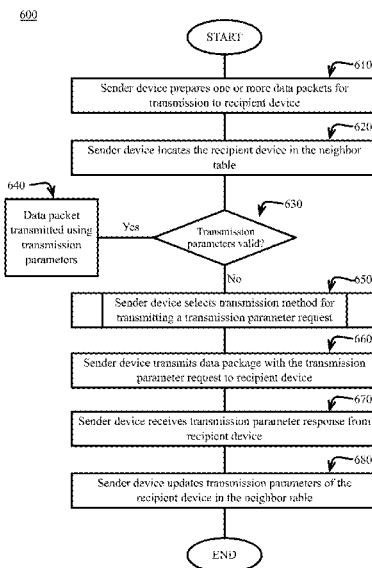 600
START
610
Sender device prepares one or more data packets for
transmission to recipient device
620
Sender device locates the recipient device in the neighbor
table
630
Transmission
parameters valid?
Yes
640
Data packet
transmitted using
transmission
parameters
No
650
Sender device selects transmission method for
transmitting a transmission parameter request
660
Sender device transmits data package with the transmission
parameter request to recipient device
670
Sender device receives transmission parameter response from
recipient device
680
Sender device updates transmission parameters of the
recipient device in the neighbor table
END